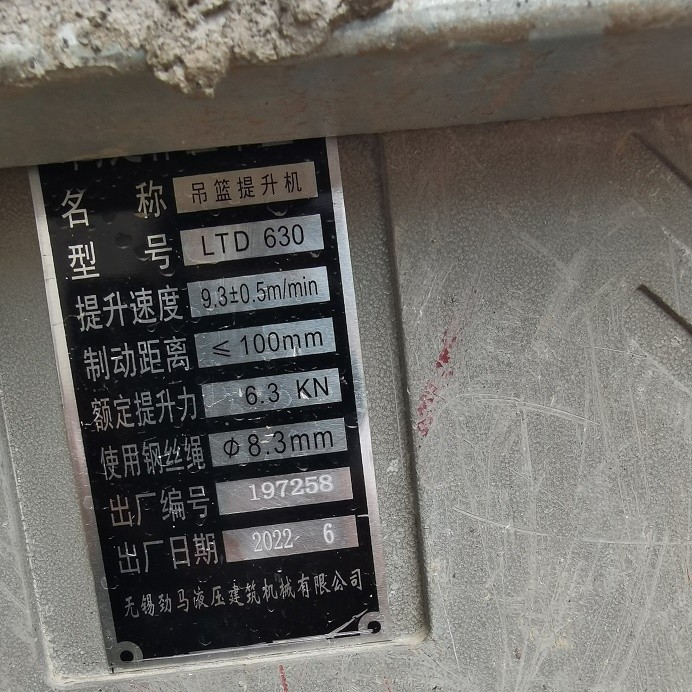 名 称 吊篮提升机
型 号 LTD 630
提升速度 9.3±0.5m/min
制动距离 ≤100mm
额定提升力 6.3 KN
使用钢丝绳 Φ8.3mm
出厂编号 197258
出厂日期 2022 6
无锡劲马液压建筑机械有限公司